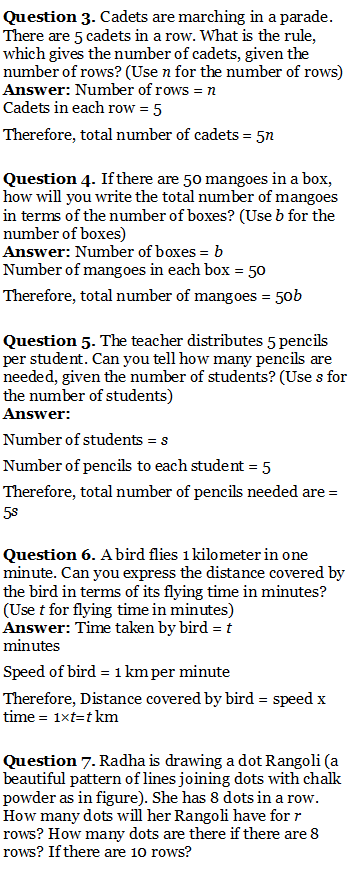 Question 3. Cadets are marching in a parade.
There are 5 cadets in a row. What is the rule,
which gives the number of cadets, given the
number of rows? (Use n for the number of rows)
Answer: Number of rows = n
Cadets in each row = 5
Therefore, total number of cadets = 5n
Question 4. If there are 50 mangoes in a box,
how will you write the total number of mangoes
in terms of the number of boxes? (Use b for the
number of boxes)
Answer: Number of boxes = b
Number of mangoes in each box = 50
Therefore, total number of mangoes = 50b
Question 5. The teacher distributes 5 pencils
per student. Can you tell how many pencils are
needed, given the number of students? (Use s for
the number of students)
Answer:
Number of students = s
Number of pencils to each student = 5
Therefore, total number of pencils needed are =
5s
Question 6. A bird flies 1 kilometer in one
minute. Can you express the distance covered by
the bird in terms of its flying time in minutes?
(Use t for flying time in minutes)
Answer: Time taken by bird = t
minutes
Speed of bird = 1 km per minute
Therefore, Distance covered by bird = speed x
time = 1×t=t km
Question 7. Radha is drawing a dot Rangoli (a
beautiful pattern of lines joining dots with chalk
powder as in figure). She has 8 dots in a row.
How many dots will her Rangoli have for r
rows? How many dots are there if there are 8
rows? If there are 10 rows?